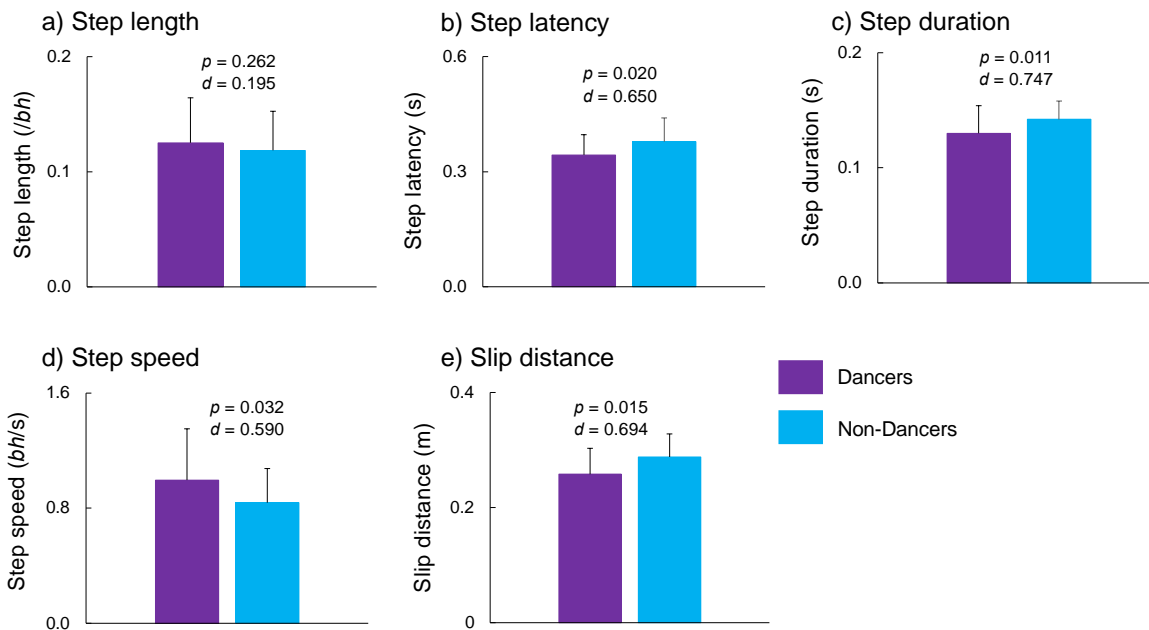 a) Step length
Step length (/bh)
0.2
0.1
0.0
p = 0.262
d = 0.195
b) Step latency
Step latency (s)
0.6
0.3
0.0
p = 0.020
d = 0.650
c) Step duration
Step duration (s)
0.2
0.1
0.0
p = 0.011
d = 0.747
d) Step speed
Step speed (bh/s)
1.6
0.8
0.0
p = 0.032
d = 0.590
e) Slip distance
Slip distance (m)
0.4
0.2
0
p = 0.015
d = 0.694
Dancers
Non-Dancers